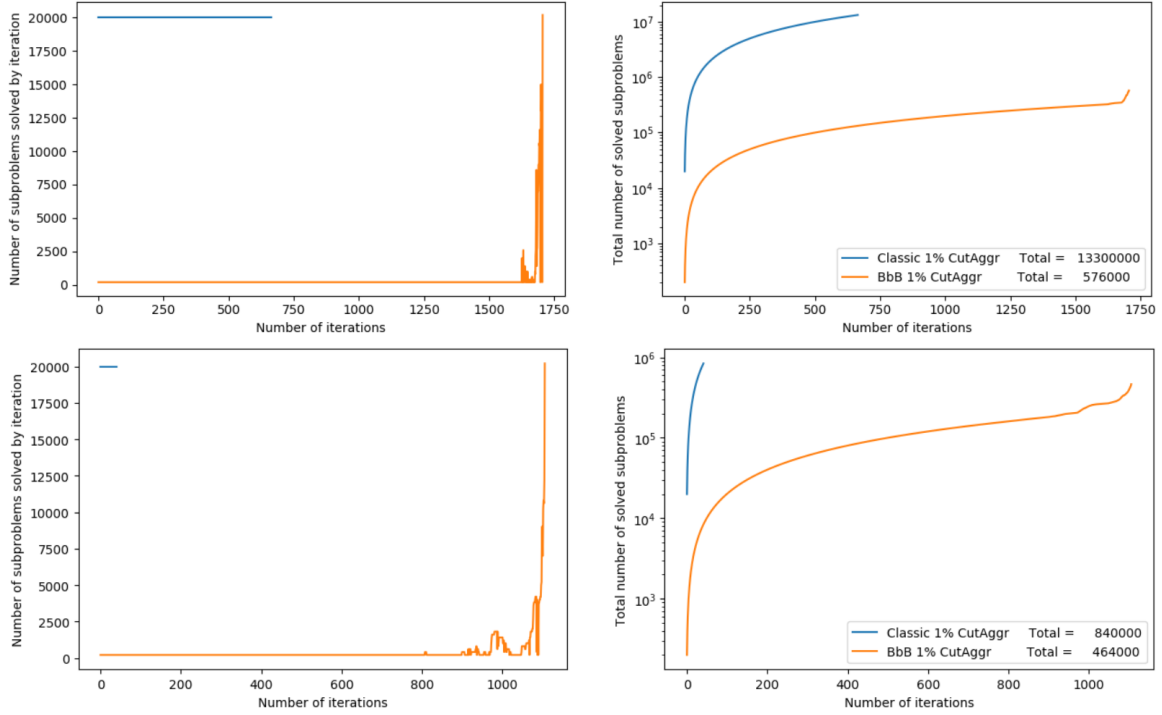 Number of subproblems solved by iteration
20000
17500
15000
12500
10000
7500
5000
2500
0
0 250 500 750 1000 1250 1500 1750
Number of iterations
Total number of solved subproblems
10^7
10^6
10^5
10^4
10^3
Classic 1% CutAggr Total = 13300000
BbB 1% CutAggr Total = 576000
0 250 500 750 1000 1250 1500 1750
Number of iterations
Number of subproblems solved by iteration
20000
17500
15000
12500
10000
7500
5000
2500
0
0 200 400 600 800 1000
Number of iterations
Total number of solved subproblems
10^6
10^5
10^4
10^3
Classic 1% CutAggr Total = 840000
BbB 1% CutAggr Total = 464000
0 200 400 600 800 1000
Number of iterations